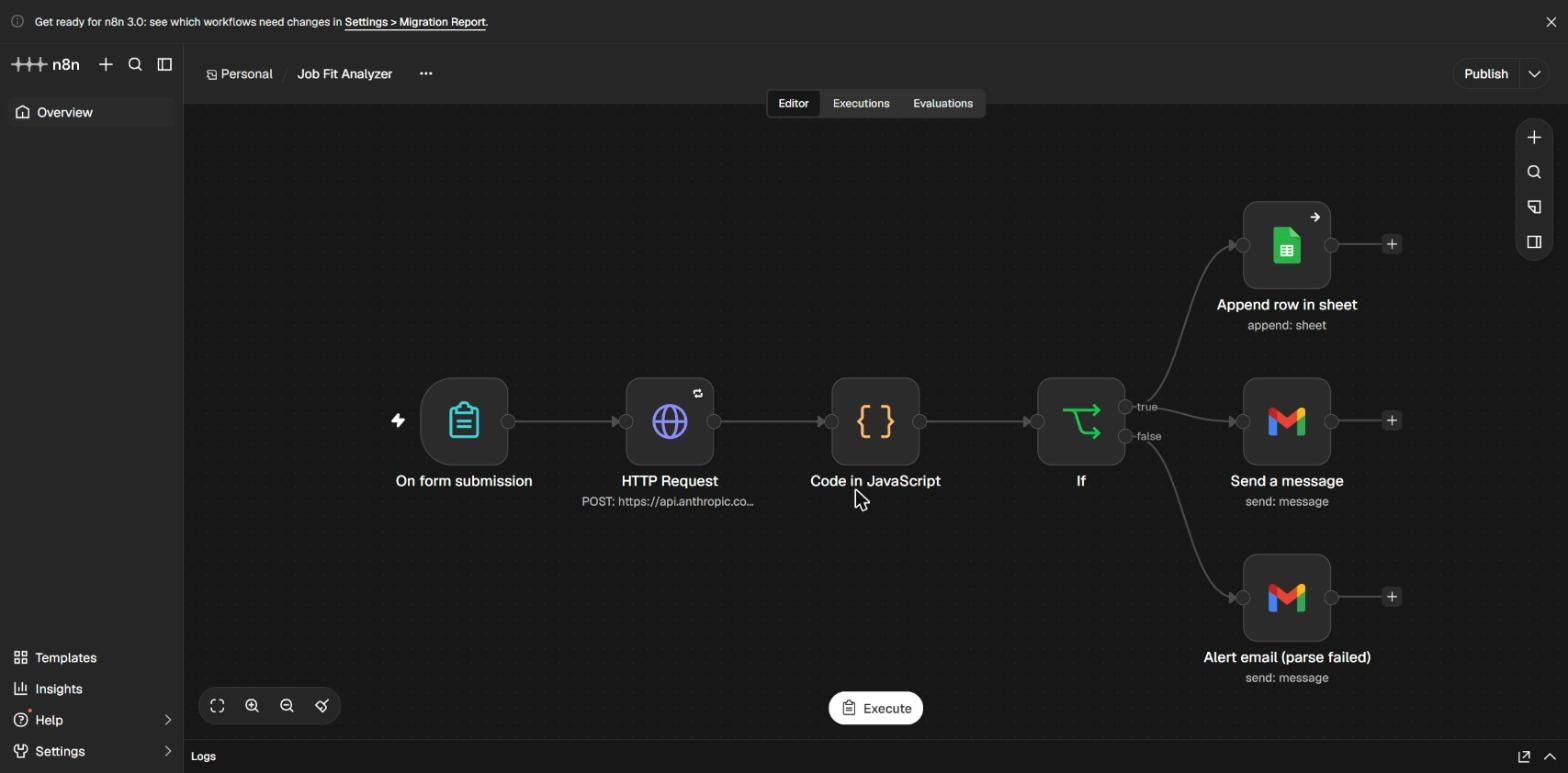 Get ready for n8n 3.0: see which workflows need changes in Settings > Migration Report.
n8n
Personal / Job Fit Analyzer ...
Publish
Overview
Editor Executions Evaluations
Append row in sheet
append: sheet
true
false
On form submission
HTTP Request
POST: https://api.anthropic.co...
Code in JavaScript
If
Send a message
send: message
Alert email (parse failed)
send: message
Templates
Insights
Help
Settings
Execute
Logs